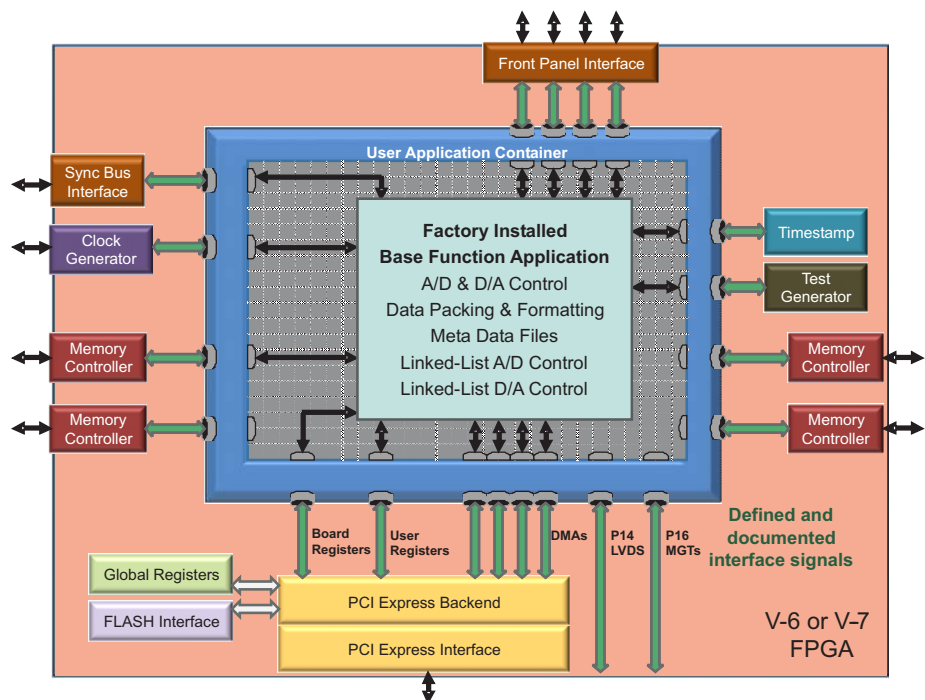 Front Panel Interface
User Application Container
Sync Bus
Interface
Clock
Generator
Memory
Controller
Memory
Controller
Factory Installed
Base Function Application
A/D & D/A Control
Data Packing & Formatting
Meta Data Files
Linked-List A/D Control
Linked-List D/A Control
Timestamp
Test
Generator
Memory
Controller
Memory
Controller
Board
Registers
User
Registers
DMAs
P14
LVDS
P16
MGTs
Defined and
documented
interface signals
Global Registers
FLASH Interface
PCI Express Backend
PCI Express Interface
V-6 or V-7
FPGA